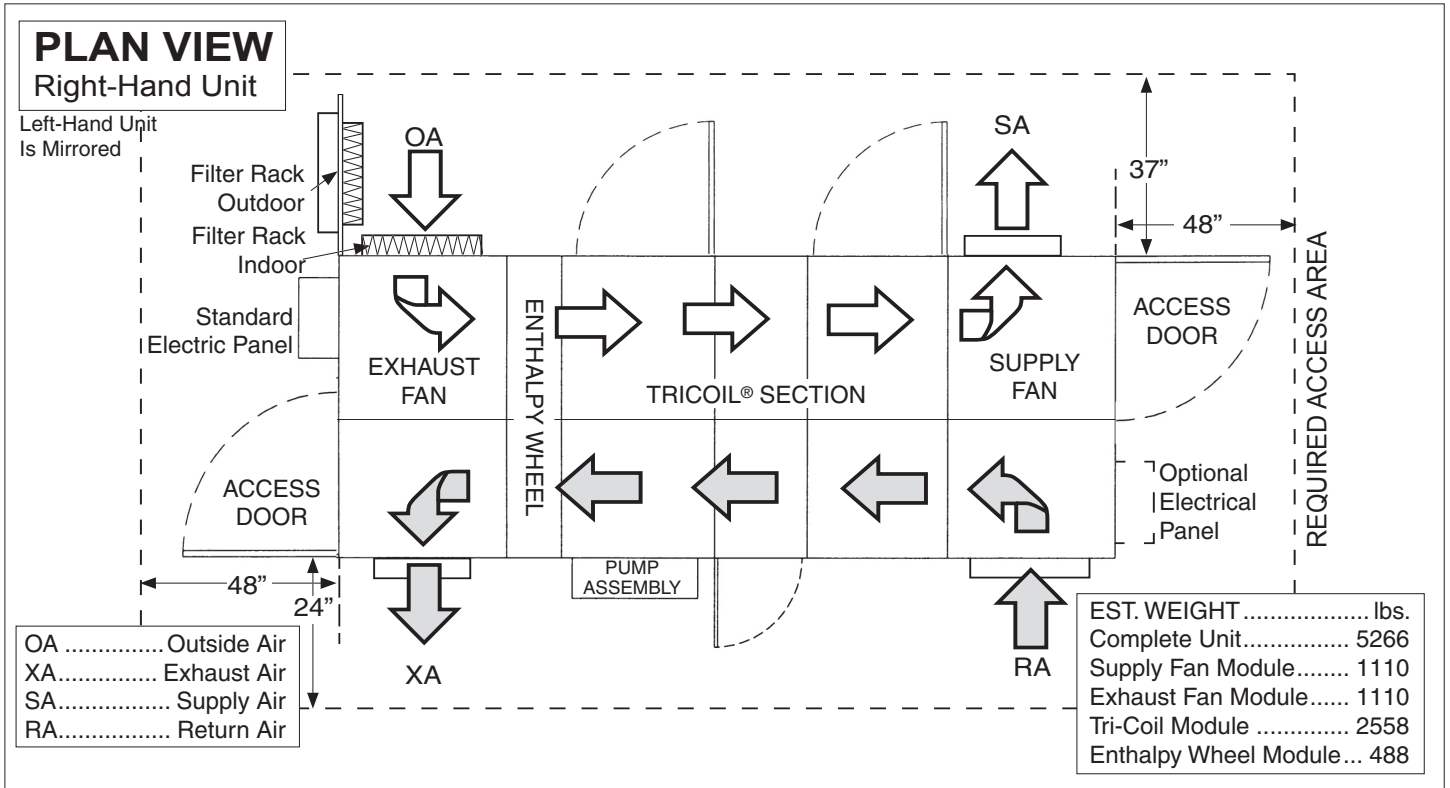 PLAN VIEW
Right-Hand Unit
Left-Hand Unit
Is Mirrored
Filter Rack
Outdoor
Filter Rack
Indoor
Standard
Electric Panel
OA
SA
37”
48”
REQUIRED ACCESS AREA
ACCESS
DOOR
EXHAUST
FAN
ENTHALPY WHEEL
TRICOIL® SECTION
SUPPLY
FAN
ACCESS
DOOR
Optional
Electrical
Panel
PUMP
ASSEMBLY
48”
24”
XA
RA
OA ............... Outside Air
XA............... Exhaust Air
SA................. Supply Air
RA................. Return Air
EST. WEIGHT ................... lbs.
Complete Unit................ 5266
Supply Fan Module........ 1110
Exhaust Fan Module...... 1110
Tri-Coil Module .............. 2558
Enthalpy Wheel Module... 488